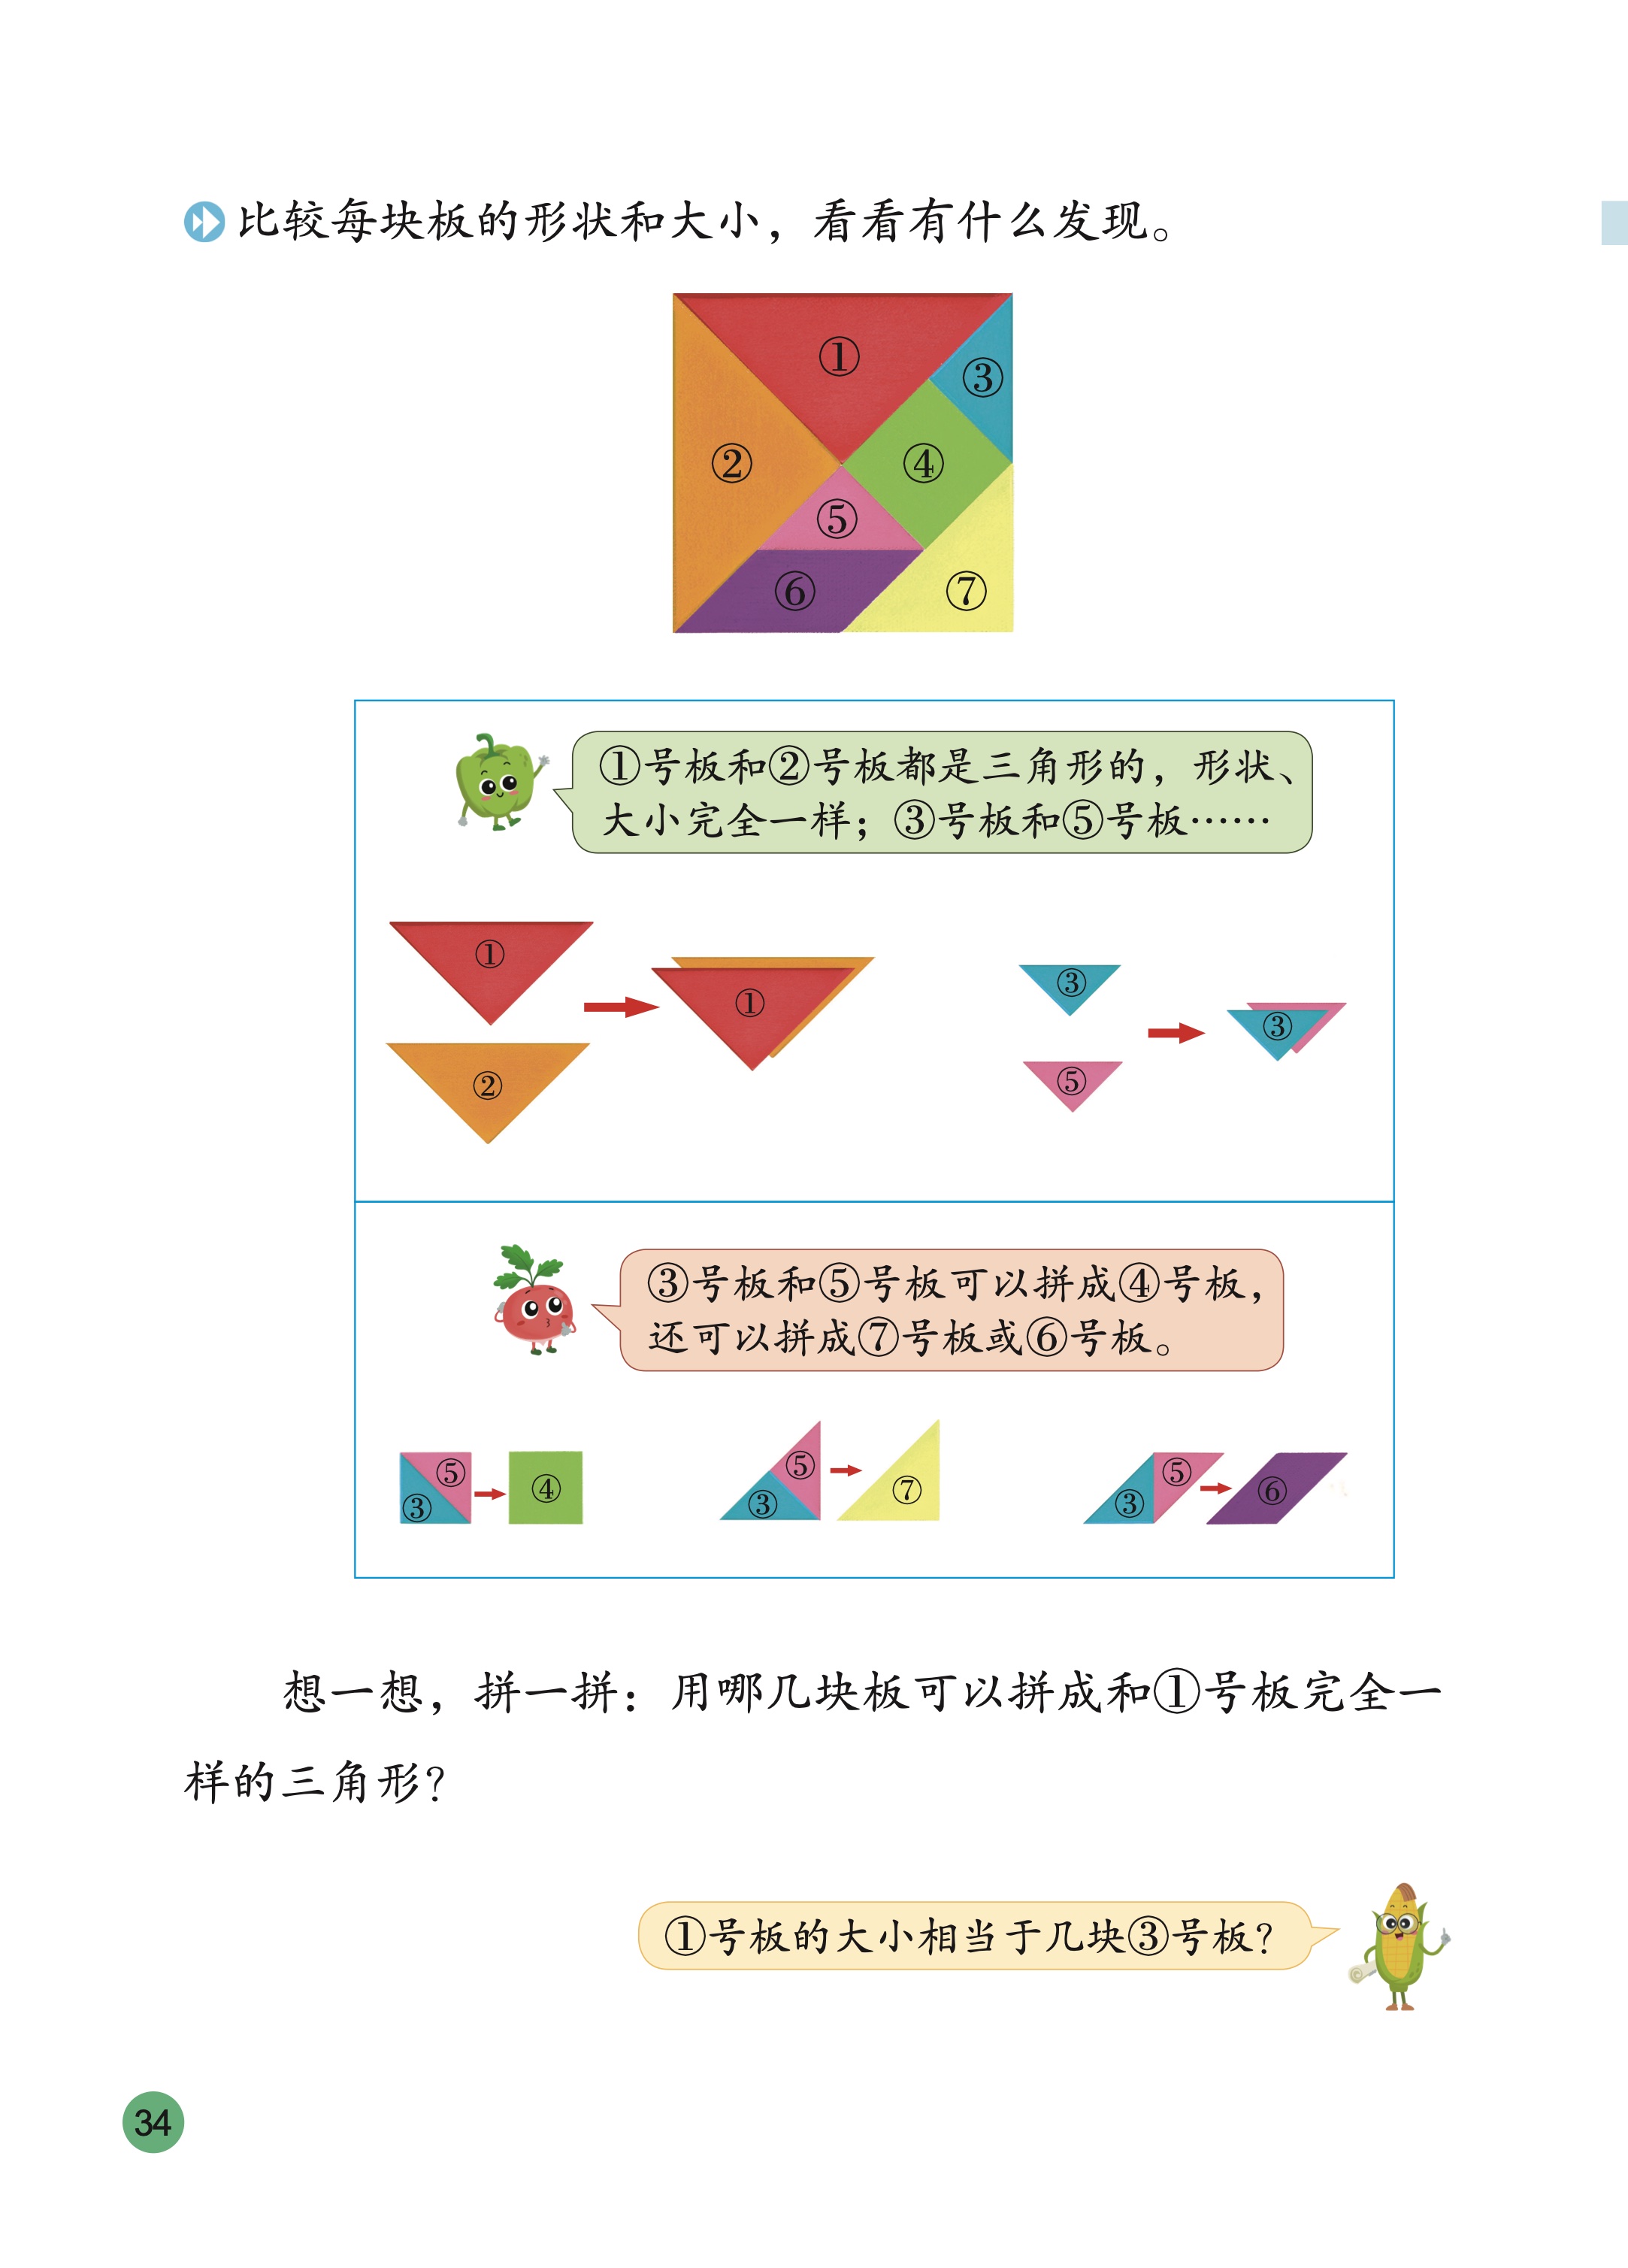 比较每块板的形状和大小，看看有什么发现。
①
③
②
④
⑤
⑥
⑦
①号板和②号板都是三角形的，形状、
大小完全一样；③号板和⑤号板……
①
①
②
③
③
⑤
③号板和⑤号板可以拼成④号板，
还可以拼成⑦号板或⑥号板。
⑤
③
④
⑤
③
⑦
⑤
③
⑥
想一想，拼一拼：用哪几块板可以拼成和①号板完全一
样的三角形？
①号板的大小相当于几块③号板？
34